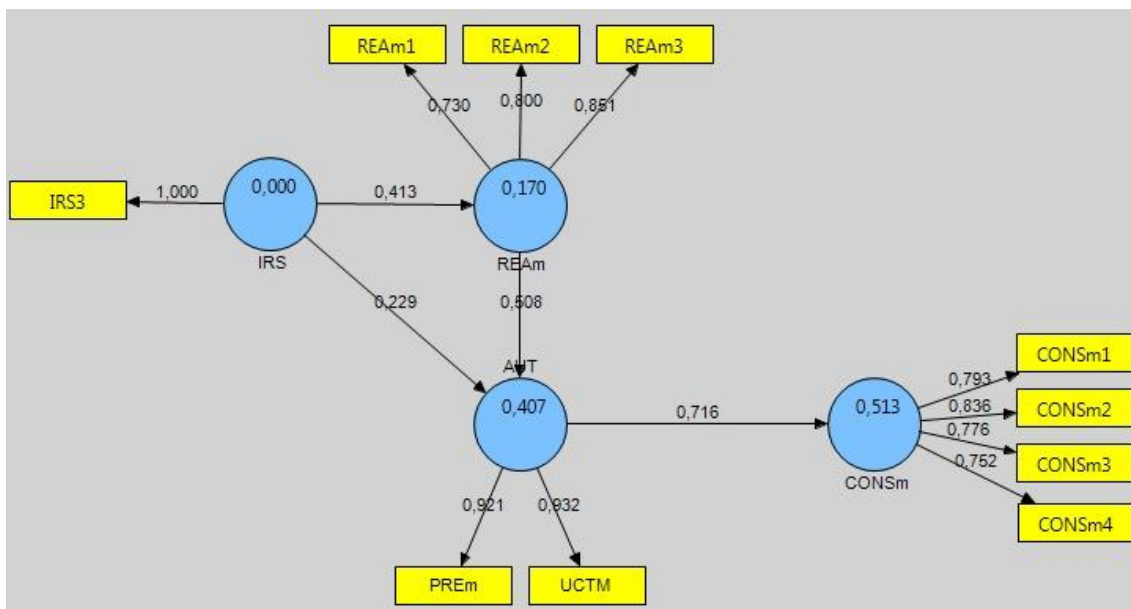 REAm1
REAm2
REAm3
0,730
0,800
0,851
IRS3
1,000
0,000
0,413
0,170
IRS
REAm
0,229
0,508
AUT
0,407
0,716
0,513
CONSm
CONSm1
0,793
0,836
CONSm2
0,776
CONSm3
0,752
CONSm4
0,921
0,932
PREm
UCTM